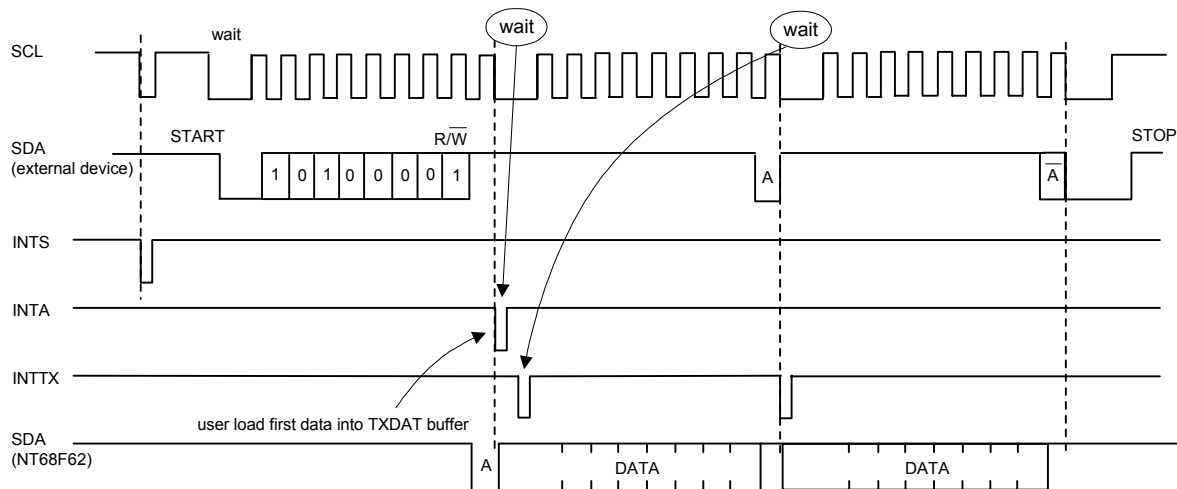 wait
wait
wait
SCL
START
R/W̅
STOP
SDA
(external device)
1 0 1 0 0 0 0 1
A
A̅
INTS
INTA
INTTX
user load first data into TXDAT buffer
SDA
(NT68F62)
A
DATA
DATA